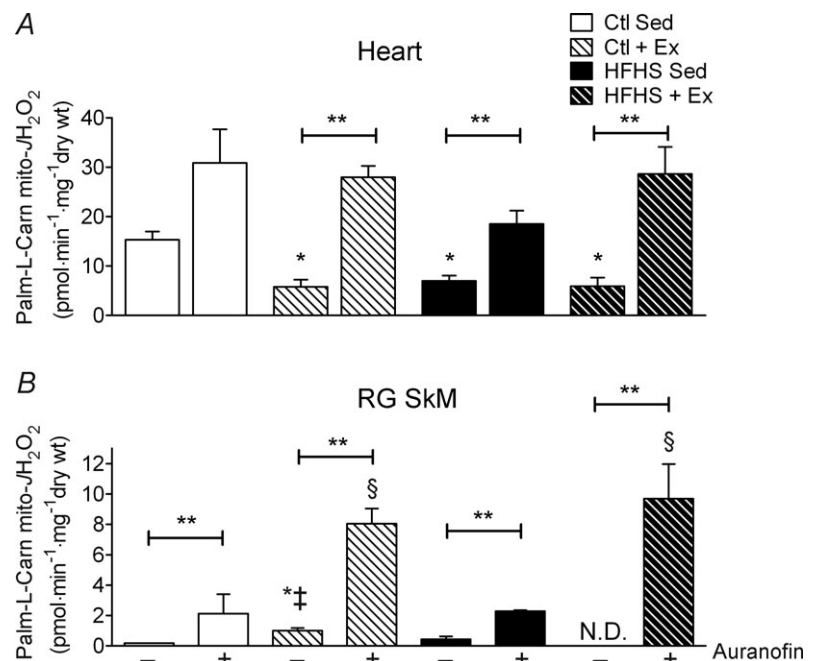 A
Heart
Ctl Sed
Ctl + Ex
HFHS Sed
HFHS + Ex
Palm-L-Carn mito-JH₂O₂
(pmol·min⁻¹·mg⁻¹dry wt)
40
30
20
10
0
** ** **
* * *
B
RG SkM
Palm-L-Carn mito-JH₂O₂
(pmol·min⁻¹·mg⁻¹dry wt)
12
10
8
6
4
2
0
** ** ** **
§ §
*‡
N.D.
− + − + − + − + Auranofin